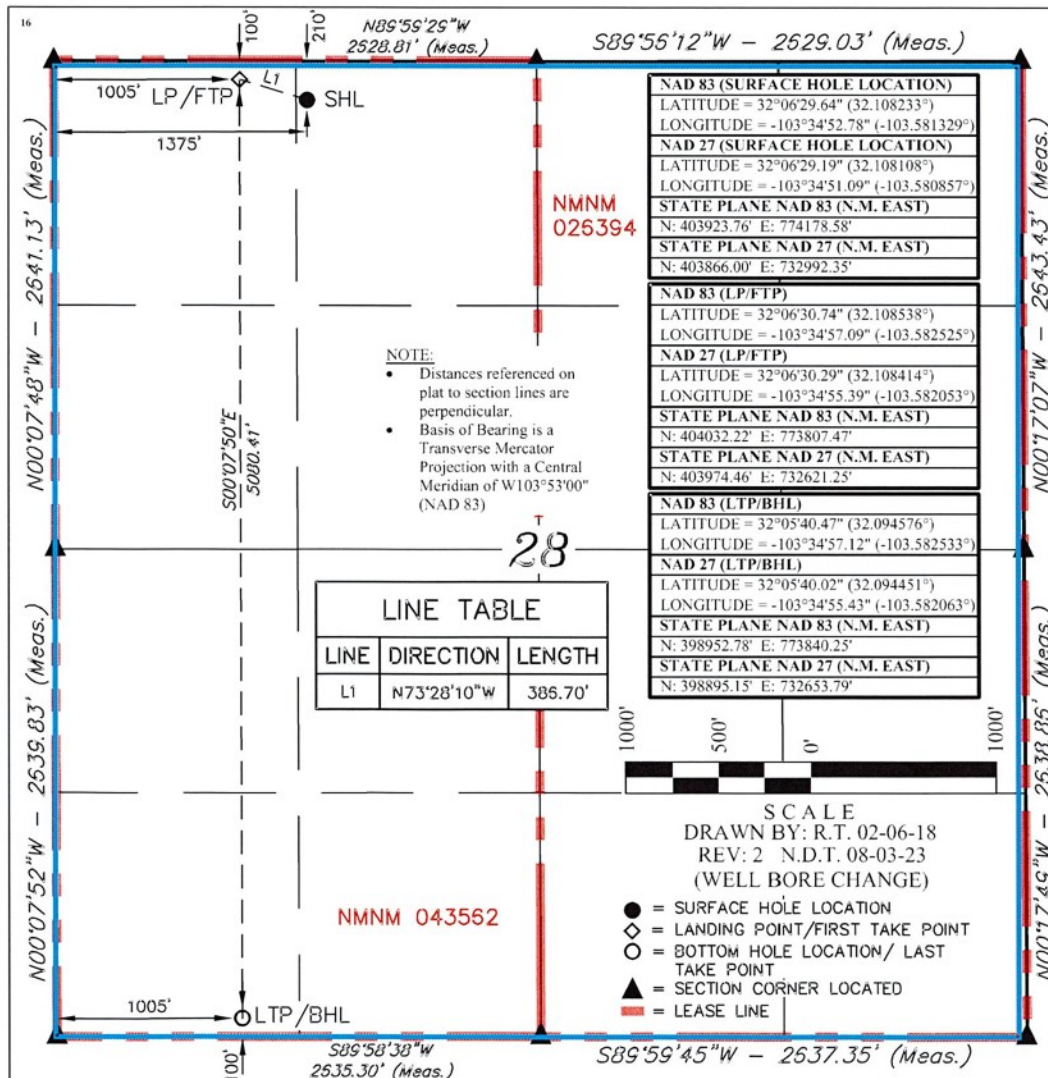 16
N89°59'29"W
2528.81' (Meas.)
S89°56'12"W – 2529.03' (Meas.)
100'
210'
1005'
LP/FTP
L1
SHL
1375'
N00°07'48"W – 2641.13' (Meas.)
N00°07'52"W – 2639.83' (Meas.)
N00°17'07"W – 2643.43' (Meas.)
N00°17'49"W – 2638.86' (Meas.)
S00°07'50"E
5080.41'
NMNM
026394
NAD 83 (SURFACE HOLE LOCATION)
LATITUDE = 32°06'29.64" (32.108233°)
LONGITUDE = -103°34'52.78" (-103.581329°)
NAD 27 (SURFACE HOLE LOCATION)
LATITUDE = 32°06'29.19" (32.108108°)
LONGITUDE = -103°34'51.09" (-103.580857°)
STATE PLANE NAD 83 (N.M. EAST)
N: 403923.76' E: 774178.58'
STATE PLANE NAD 27 (N.M. EAST)
N: 403866.00' E: 732992.35'
NAD 83 (LP/FTP)
LATITUDE = 32°06'30.74" (32.108538°)
LONGITUDE = -103°34'57.09" (-103.582525°)
NAD 27 (LP/FTP)
LATITUDE = 32°06'30.29" (32.108414°)
LONGITUDE = -103°34'55.39" (-103.582053°)
STATE PLANE NAD 83 (N.M. EAST)
N: 404032.22' E: 773807.47'
STATE PLANE NAD 27 (N.M. EAST)
N: 403974.46' E: 732621.25'
NAD 83 (LTP/BHL)
LATITUDE = 32°05'40.47" (32.094576°)
LONGITUDE = -103°34'57.12" (-103.582533°)
NAD 27 (LTP/BHL)
LATITUDE = 32°05'40.02" (32.094451°)
LONGITUDE = -103°34'55.43" (-103.582063°)
STATE PLANE NAD 83 (N.M. EAST)
N: 398952.78' E: 773840.25'
STATE PLANE NAD 27 (N.M. EAST)
N: 398895.15' E: 732653.79'
NOTE:
• Distances referenced on
plat to section lines are
perpendicular.
• Basis of Bearing is a
Transverse Mercator
Projection with a Central
Meridian of W103°53'00"
(NAD 83)
28
LINE TABLE
LINE DIRECTION LENGTH
L1 N73°28'10"W 386.70'
1000' 500' 0' 1000'
SCALE
DRAWN BY: R.T. 02-06-18
REV: 2 N.D.T. 08-03-23
(WELL BORE CHANGE)
● = SURFACE HOLE LOCATION
◇ = LANDING POINT/FIRST TAKE POINT
○ = BOTTOM HOLE LOCATION/ LAST
TAKE POINT
▲ = SECTION CORNER LOCATED
= LEASE LINE
NMNM 043562
1005'
LTP/BHL
100'
S89°58'38"W
2535.30' (Meas.)
S89°59'45"W – 2537.35' (Meas.)